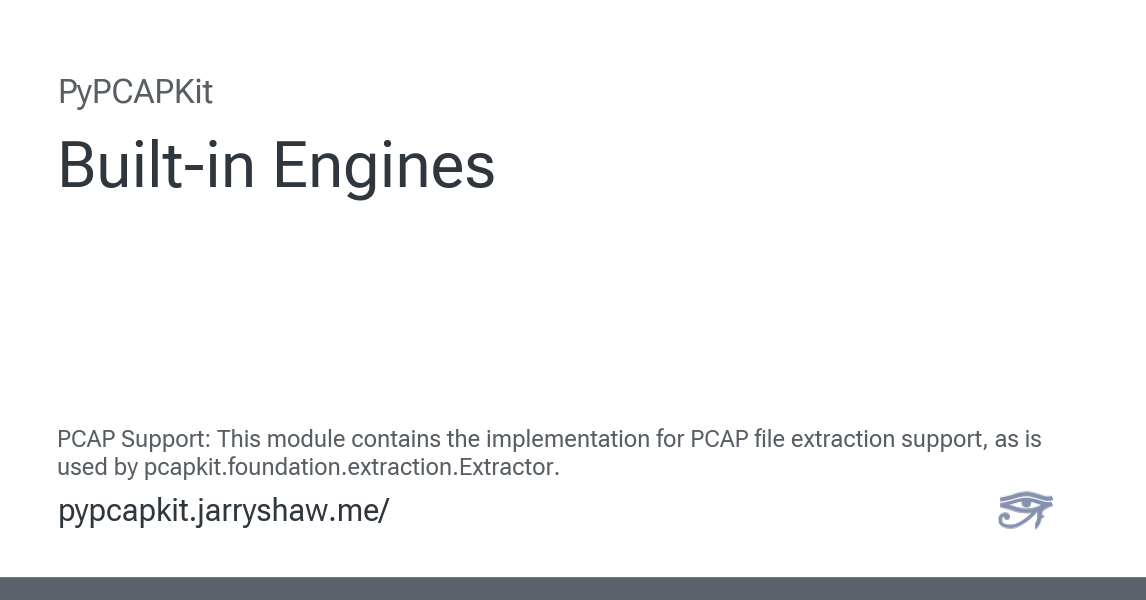 PyPCAPKit
Built-in Engines
PCAP Support: This module contains the implementation for PCAP file extraction support, as is
used by pcapkit.foundation.extraction.Extractor.
pypcapkit.jarryshaw.me/